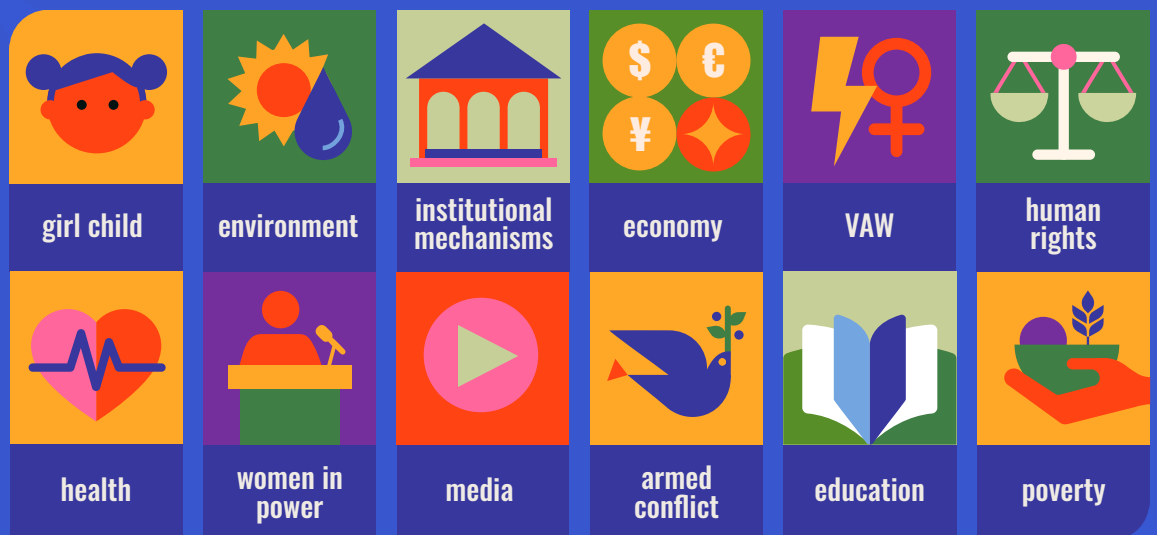 $ €
¥
girl child
environment
institutional
mechanisms
economy
VAW
human
rights
health
women in
power
media
armed
conflict
education
poverty